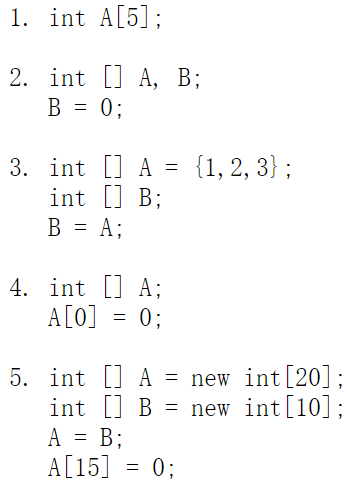 1. int A[5];
2. int [] A, B;
B = 0;
3. int [] A = {1,2,3};
int [] B;
B = A;
4. int [] A;
A[0] = 0;
5. int [] A = new int[20];
int [] B = new int[10];
A = B;
A[15] = 0;